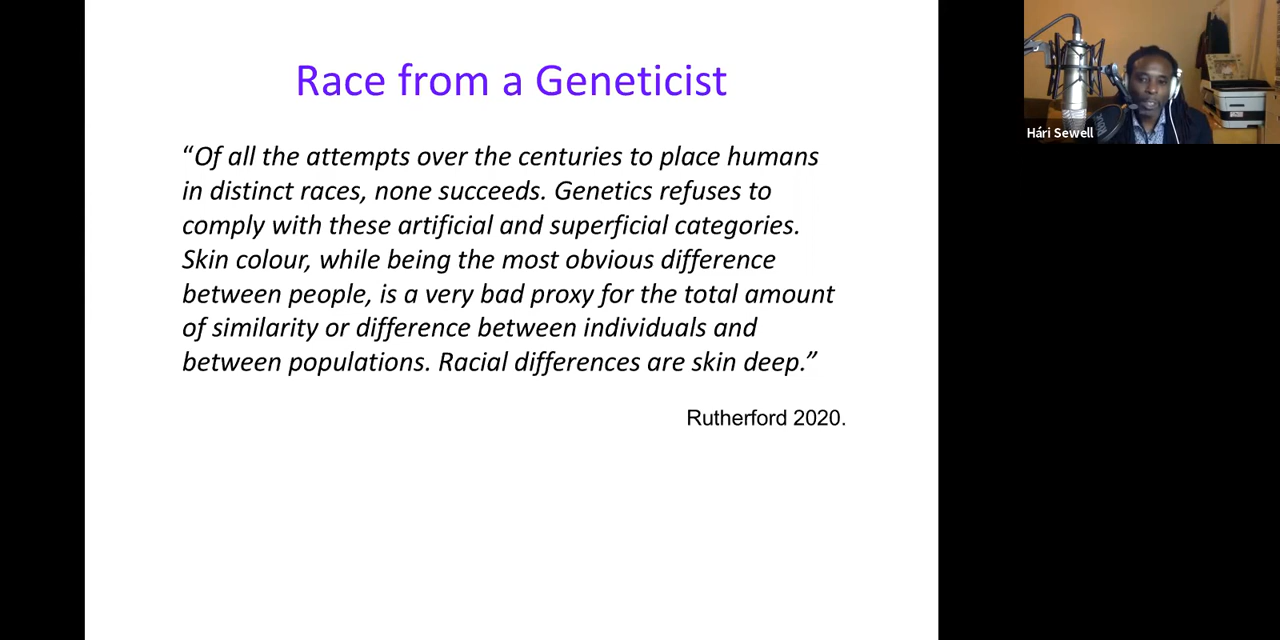 Race from a Geneticist
“Of all the attempts over the centuries to place humans
in distinct races, none succeeds. Genetics refuses to
comply with these artificial and superficial categories.
Skin colour, while being the most obvious difference
between people, is a very bad proxy for the total amount
of similarity or difference between individuals and
between populations. Racial differences are skin deep.”
Rutherford 2020.
Hári Sewell